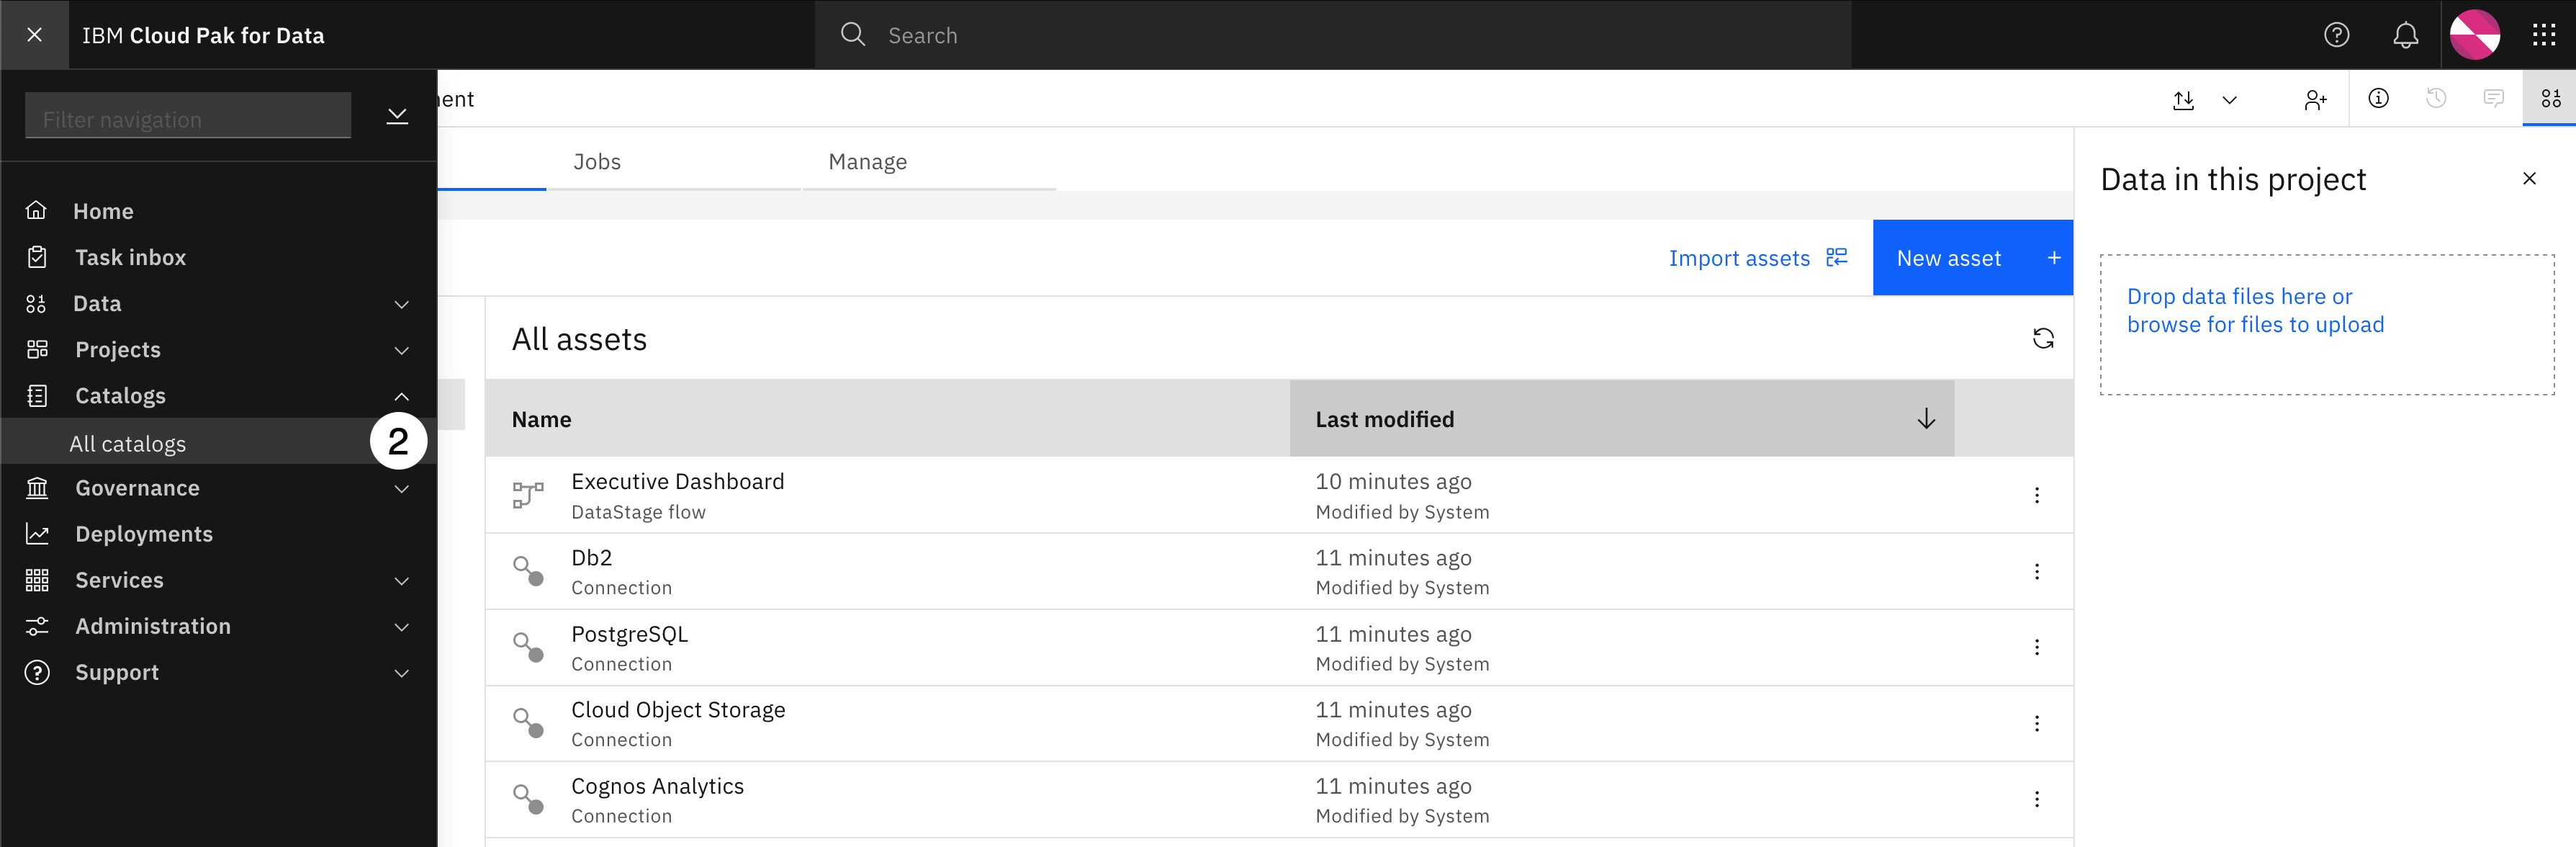 IBM Cloud Pak for Data
Search
Filter navigation
Home
Task inbox
Data
Projects
Catalogs
All catalogs
2
Governance
Deployments
Services
Administration
Support
Jobs
Manage
Import assets
New asset +
All assets
Name
Last modified
Executive Dashboard
DataStage flow
10 minutes ago
Modified by System
Db2
Connection
11 minutes ago
Modified by System
PostgreSQL
Connection
11 minutes ago
Modified by System
Cloud Object Storage
Connection
11 minutes ago
Modified by System
Cognos Analytics
Connection
11 minutes ago
Modified by System
Data in this project
Drop data files here or
browse for files to upload